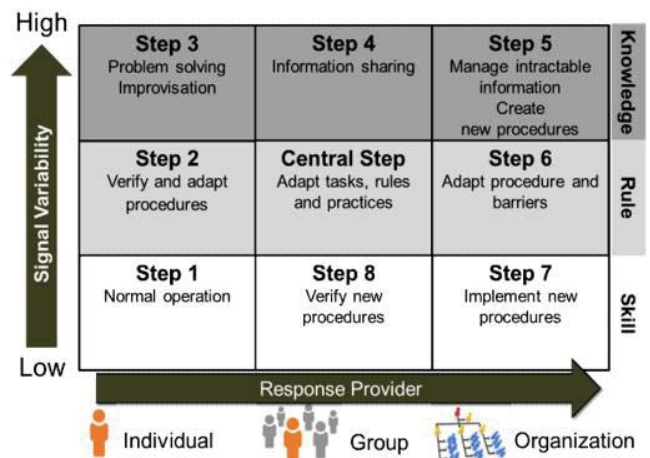 High
Signal Variability
Low
Step 3
Problem solving
Improvisation
Step 4
Information sharing
Step 5
Manage intractable
information
Create
new procedures
Knowledge
Step 2
Verify and adapt
procedures
Central Step
Adapt tasks, rules
and practices
Step 6
Adapt procedure and
barriers
Rule
Step 1
Normal operation
Step 8
Verify new
procedures
Step 7
Implement new
procedures
Skill
Response Provider
Individual
Group
Organization